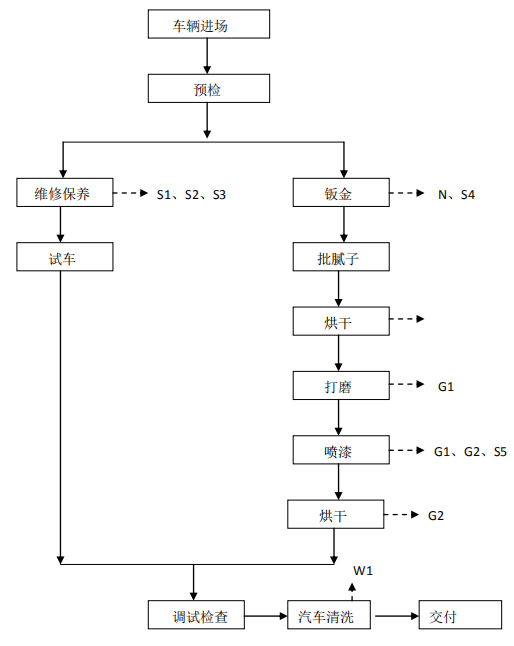 车辆进场
预检
维修保养
S1、S2、S3
钣金
N、S4
试车
批腻子
烘干
打磨
G1
喷漆
G1、G2、S5
烘干
G2
W1
调试检查
汽车清洗
交付